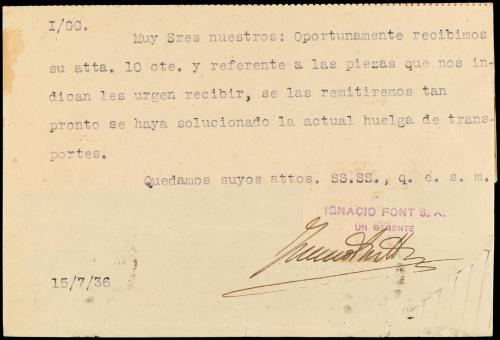 I/GC.
Muy Sres nuestros: Oportunamente recibimos
su atta. 10 cte. y referente a las piezas que nos in-
dican les urgen recibir, se las remitiremos tan
pronto se haya solucionado la actual huelga de trans-
portes.
Quedamos suyos attos. SS.SS., q. e. s. m.
IGNACIO FONT S. A.
UN GERENTE
15/7/36